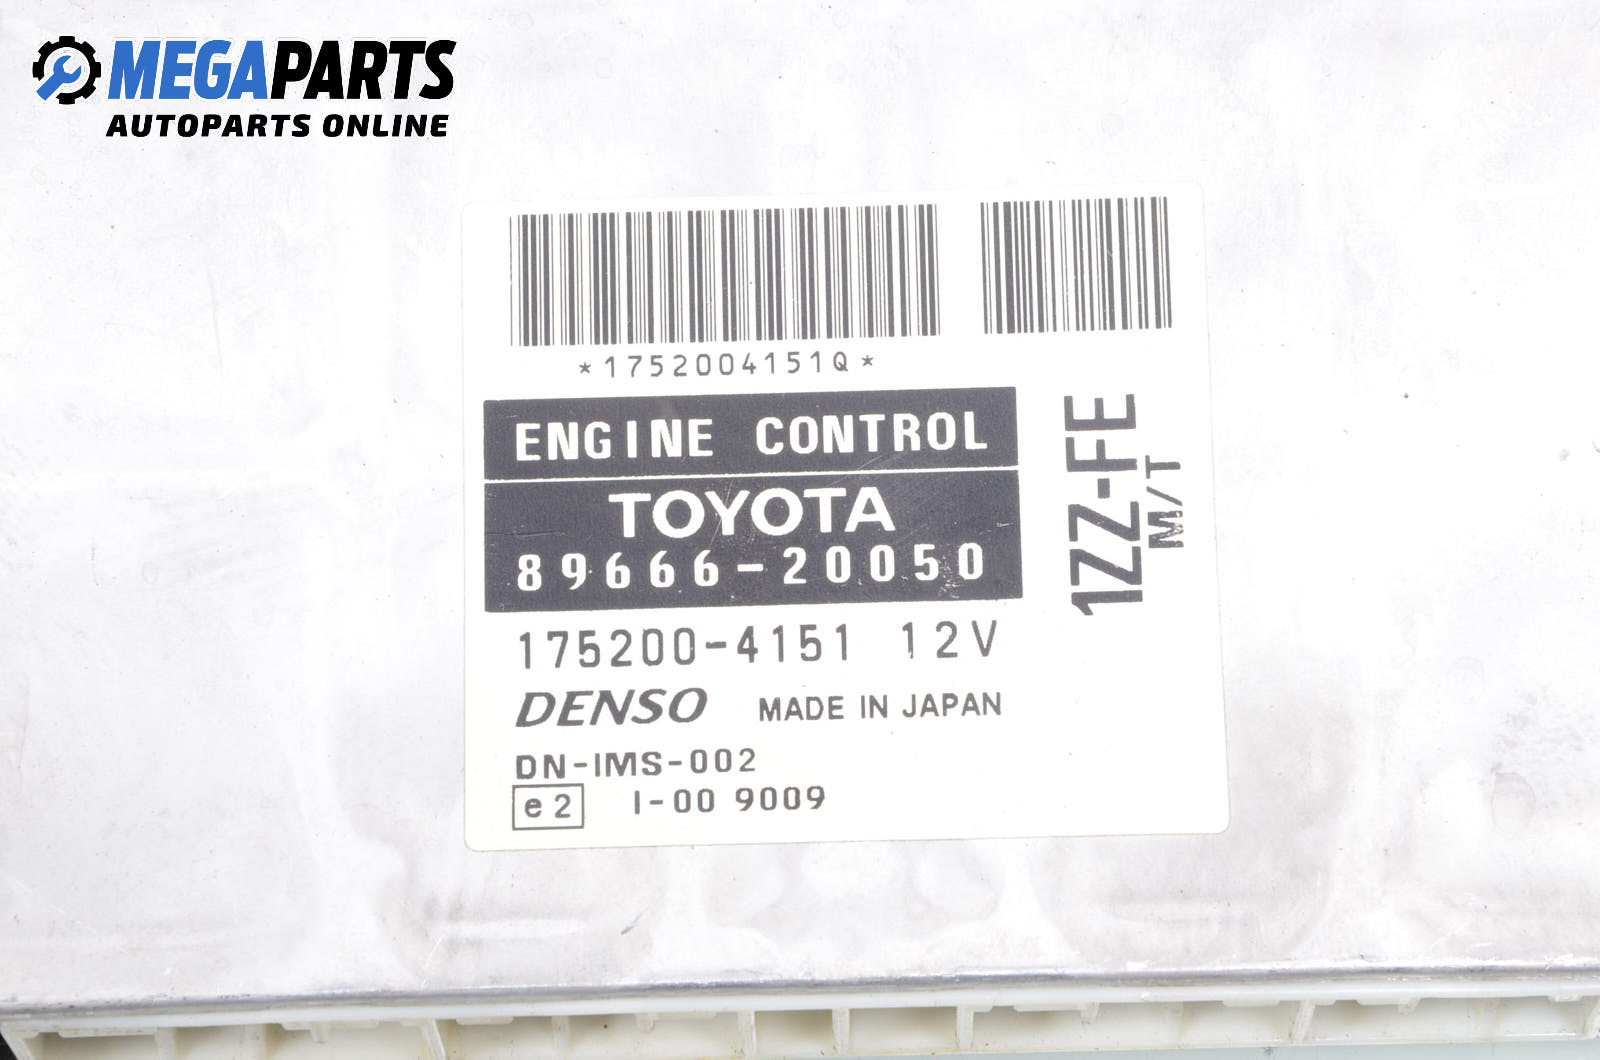 MEGAPARTS
AUTOPARTS ONLINE
*1752004151Q*
ENGINE CONTROL
TOYOTA
89666-20050
175200-4151 12V
DENSO MADE IN JAPAN
DN-IMS-002
e2 I-00 9009
1ZZ-FE
M/T